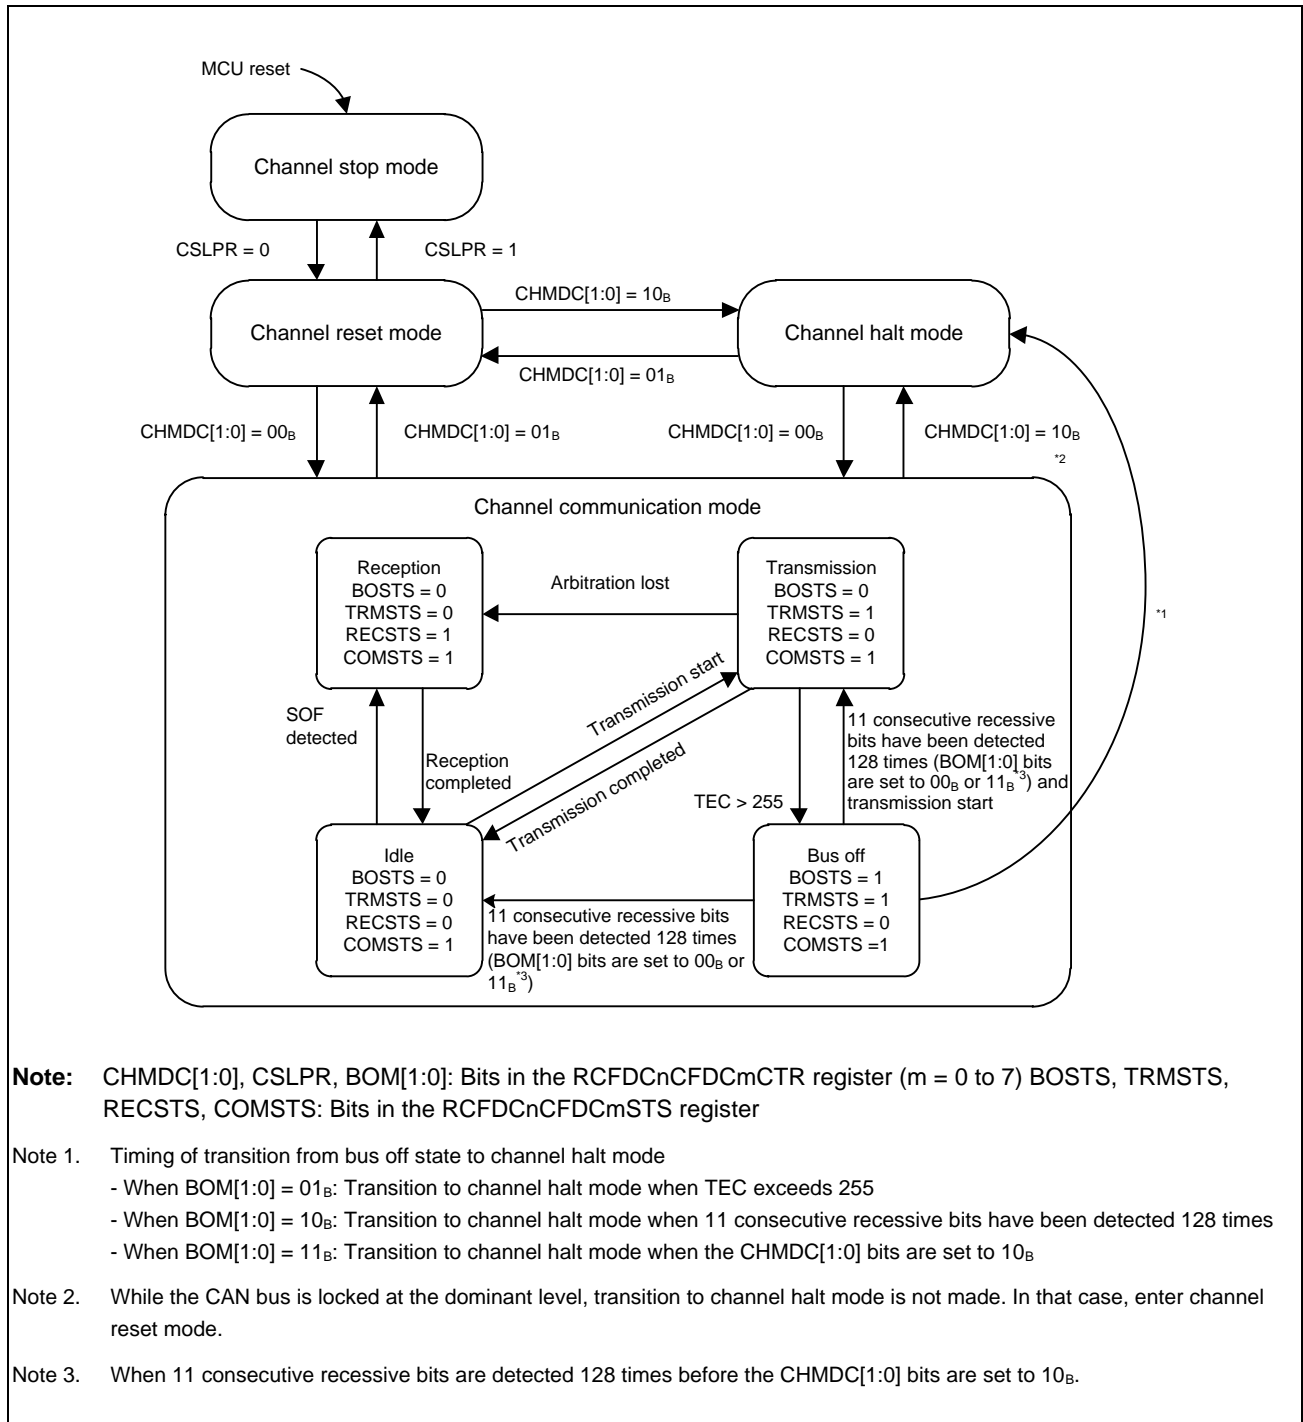 MCU reset
Channel stop mode
CSLPR = 0
CSLPR = 1
CHMDC[1:0] = 10B
Channel reset mode
Channel halt mode
CHMDC[1:0] = 01B
CHMDC[1:0] = 00B
CHMDC[1:0] = 01B
CHMDC[1:0] = 00B
CHMDC[1:0] = 10B
*2
Channel communication mode
Reception
BOSTS = 0
TRMSTS = 0
RECSTS = 1
COMSTS = 1
Arbitration lost
Transmission
BOSTS = 0
TRMSTS = 1
RECSTS = 0
COMSTS = 1
*1
SOF
detected
Reception
completed
Transmission start
Transmission completed
TEC > 255
11 consecutive recessive
bits have been detected
128 times (BOM[1:0] bits
are set to 00B or 11B*3) and
transmission start
Idle
BOSTS = 0
TRMSTS = 0
RECSTS = 0
COMSTS = 1
11 consecutive recessive bits
have been detected 128 times
(BOM[1:0] bits are set to 00B or
11B*3)
Bus off
BOSTS = 1
TRMSTS = 1
RECSTS = 0
COMSTS =1
Note: CHMDC[1:0], CSLPR, BOM[1:0]: Bits in the RCFDCnCFDCmCTR register (m = 0 to 7) BOSTS, TRMSTS,
RECSTS, COMSTS: Bits in the RCFDCnCFDCmSTS register
Note 1. Timing of transition from bus off state to channel halt mode
- When BOM[1:0] = 01B: Transition to channel halt mode when TEC exceeds 255
- When BOM[1:0] = 10B: Transition to channel halt mode when 11 consecutive recessive bits have been detected 128 times
- When BOM[1:0] = 11B: Transition to channel halt mode when the CHMDC[1:0] bits are set to 10B
Note 2. While the CAN bus is locked at the dominant level, transition to channel halt mode is not made. In that case, enter channel
reset mode.
Note 3. When 11 consecutive recessive bits are detected 128 times before the CHMDC[1:0] bits are set to 10B.